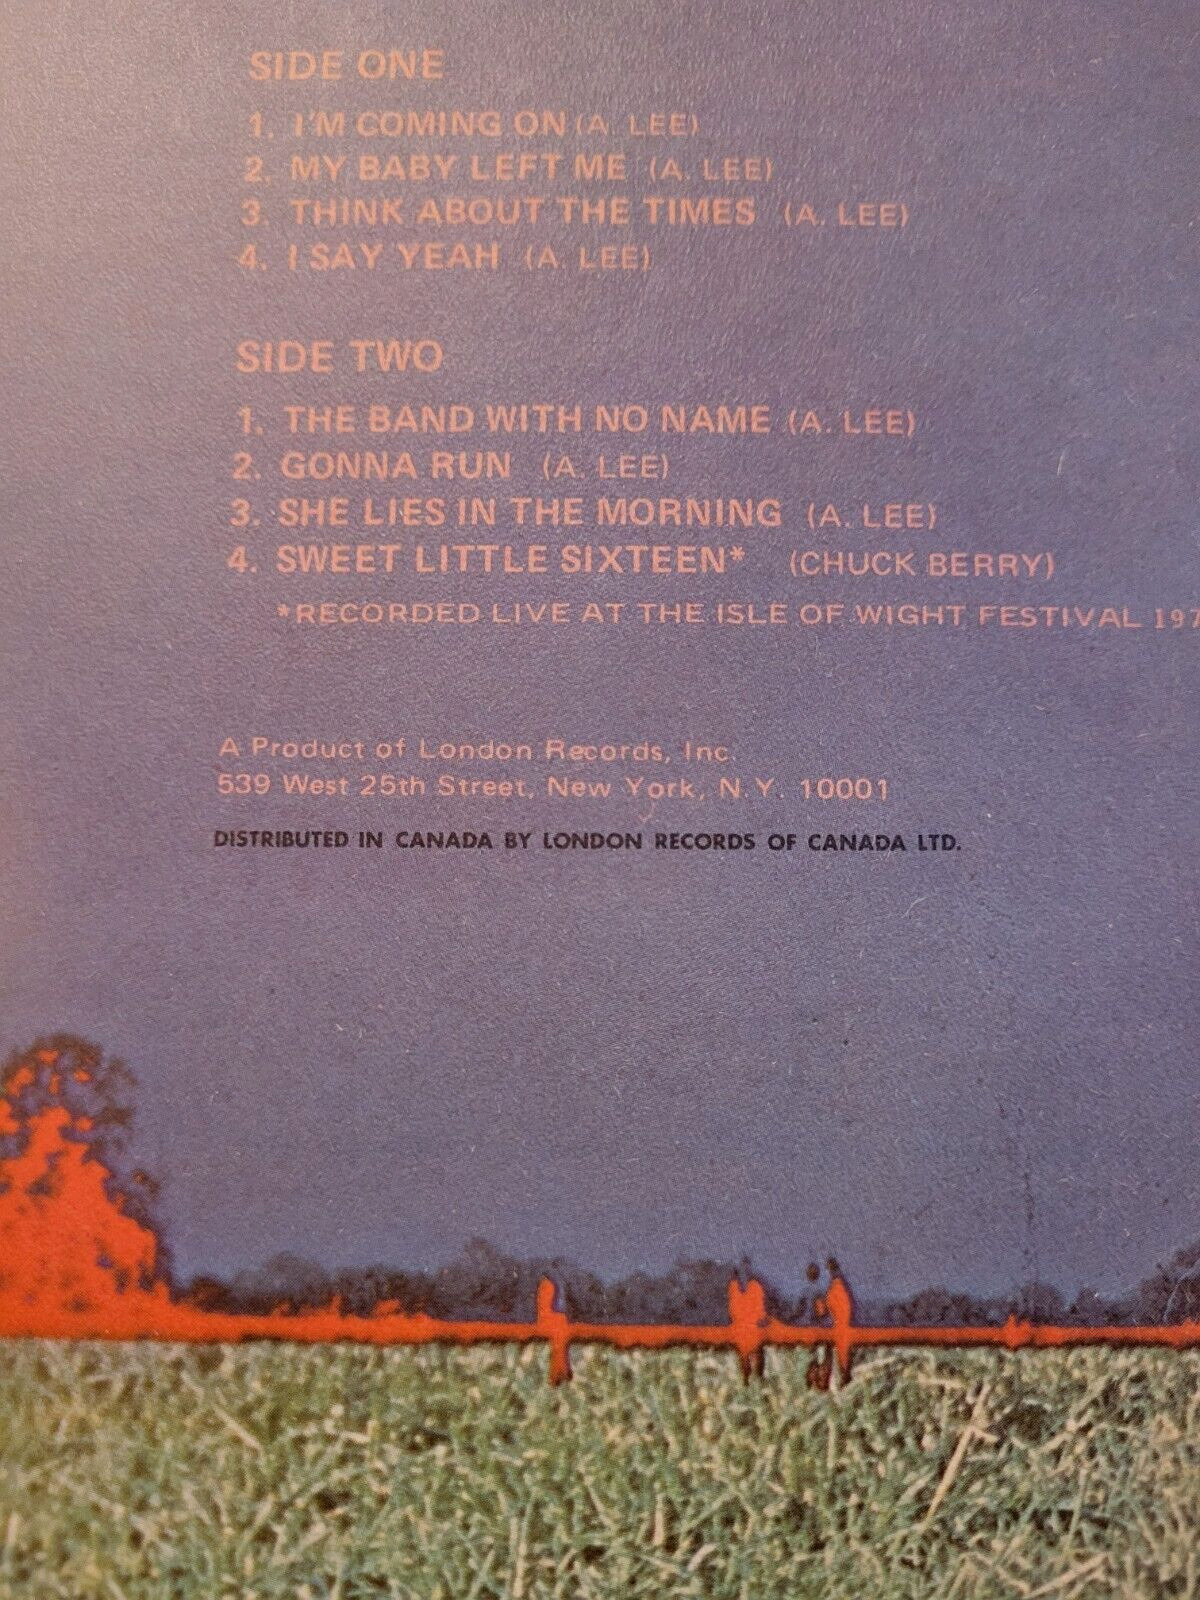 SIDE ONE
1. I'M COMING ON (A. LEE)
2. MY BABY LEFT ME (A. LEE)
3. THINK ABOUT THE TIMES (A. LEE)
4. I SAY YEAH (A. LEE)
SIDE TWO
1. THE BAND WITH NO NAME (A. LEE)
2. GONNA RUN (A. LEE)
3. SHE LIES IN THE MORNING (A. LEE)
4. SWEET LITTLE SIXTEEN* (CHUCK BERRY)
*RECORDED LIVE AT THE ISLE OF WIGHT FESTIVAL 197
A Product of London Records, Inc.
539 West 25th Street, New York, N.Y. 10001
DISTRIBUTED IN CANADA BY LONDON RECORDS OF CANADA LTD.